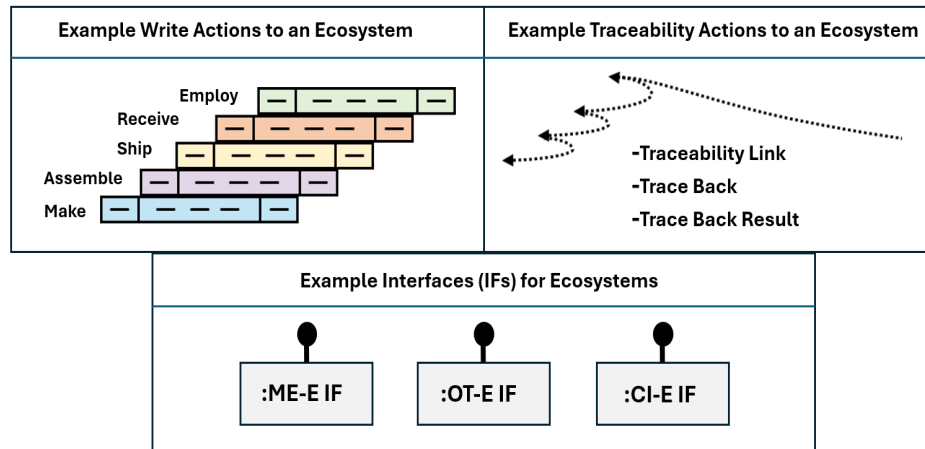 Example Write Actions to an Ecosystem
Employ
Receive
Ship
Assemble
Make
Example Traceability Actions to an Ecosystem
-Traceability Link
-Trace Back
-Trace Back Result
Example Interfaces (IFs) for Ecosystems
:ME-E IF
:OT-E IF
:CI-E IF